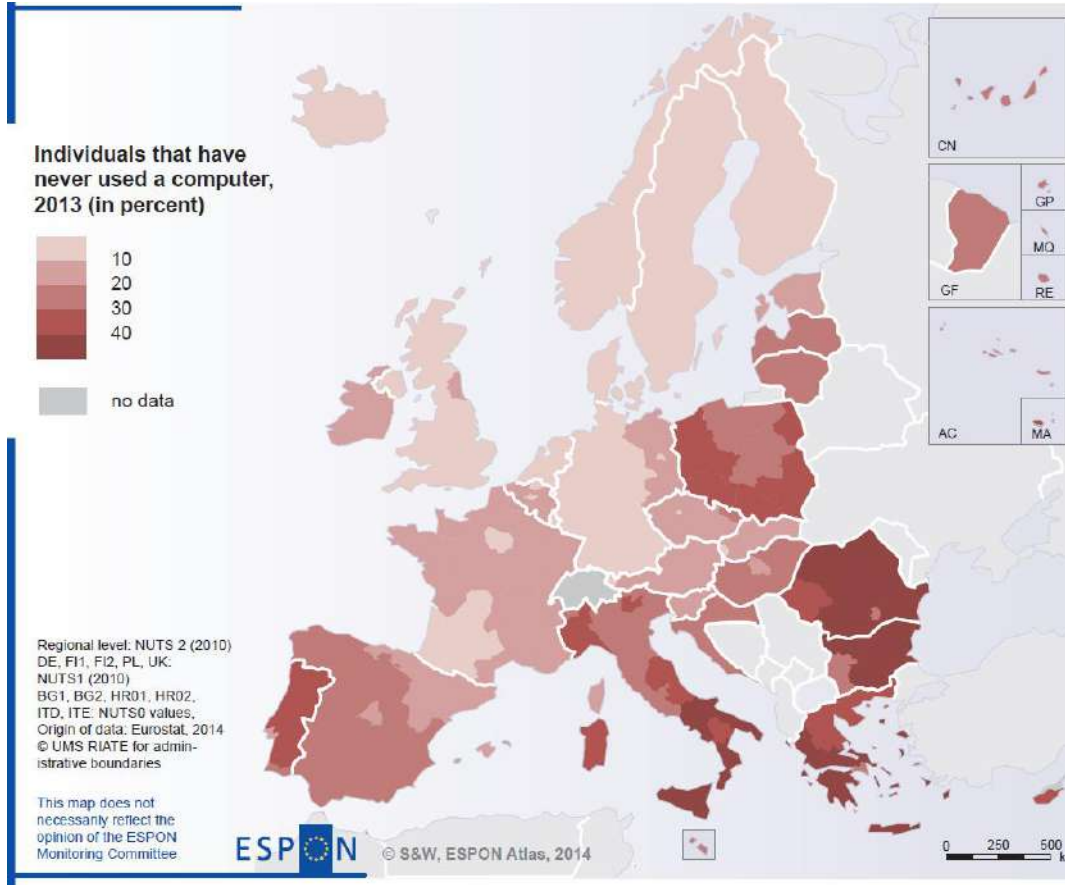 Individuals that have
never used a computer,
2013 (in percent)
10
20
30
40
no data
Regional level: NUTS 2 (2010)
DE, FI1, FI2, PL, UK:
NUTS1 (2010)
BG1, BG2, HR01, HR02,
ITD, ITE: NUTS0 values,
Origin of data: Eurostat, 2014
© UMS RIATE for admin-
istrative boundaries
This map does not
necessarily reflect the
opinion of the ESPON
Monitoring Committee
ESPON
© S&W, ESPON Atlas, 2014
CN
GP
MQ
GF
RE
AC
MA
0 250 500
k